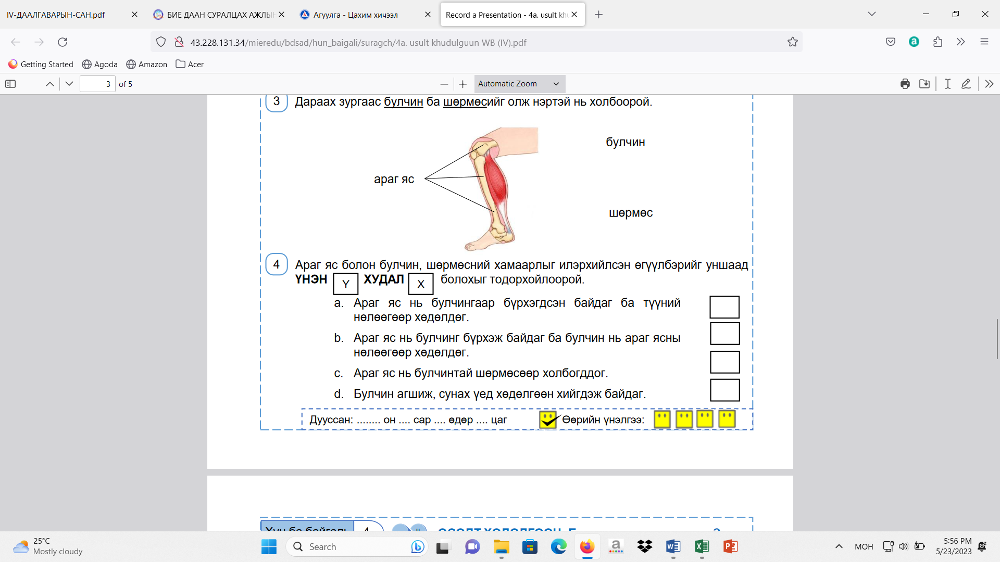 IV-ДААЛГАВАРЫН-САН.pdf
БИЕ ДААН СУРАЛЦАХ АЖЛЫН
Агуулга - Цахим хичээл
Record a Presentation - 4a. usult khu
43.228.131.34/mieredu/bdsad/hun_baigali/suragch/4a. usult khudulguun WB (IV).pdf
Getting Started
Agoda
Amazon
Acer
3 of 5
Automatic Zoom
3 Дараах зургаас булчин ба шөрмөсийг олж нэртэй нь холбоорой.
булчин
араг яс
шөрмөс
4 Араг яс болон булчин, шөрмөсний хамаарлыг илэрхийлсэн өгүүлбэрийг уншаад
ҮНЭН Y ХУДАЛ X болохыг тодорхойлоорой.
a. Араг яс нь булчингаар бүрхэгдсэн байдаг ба түүний
нөлөөгөөр хөдөлдөг.
b. Араг яс нь булчинг бүрхэж байдаг ба булчин нь араг ясны
нөлөөгөөр хөдөлдөг.
c. Араг яс нь булчинтай шөрмөсөөр холбогддог.
d. Булчин агшиж, сунах үед хөдөлгөөн хийгдэж байдаг.
Дууссан: ........ он .... сар .... өдөр .... цаг
Өөрийн үнэлгээ:
4
25°C
Mostly cloudy
Search
МОН
5:56 PM
5/23/2023